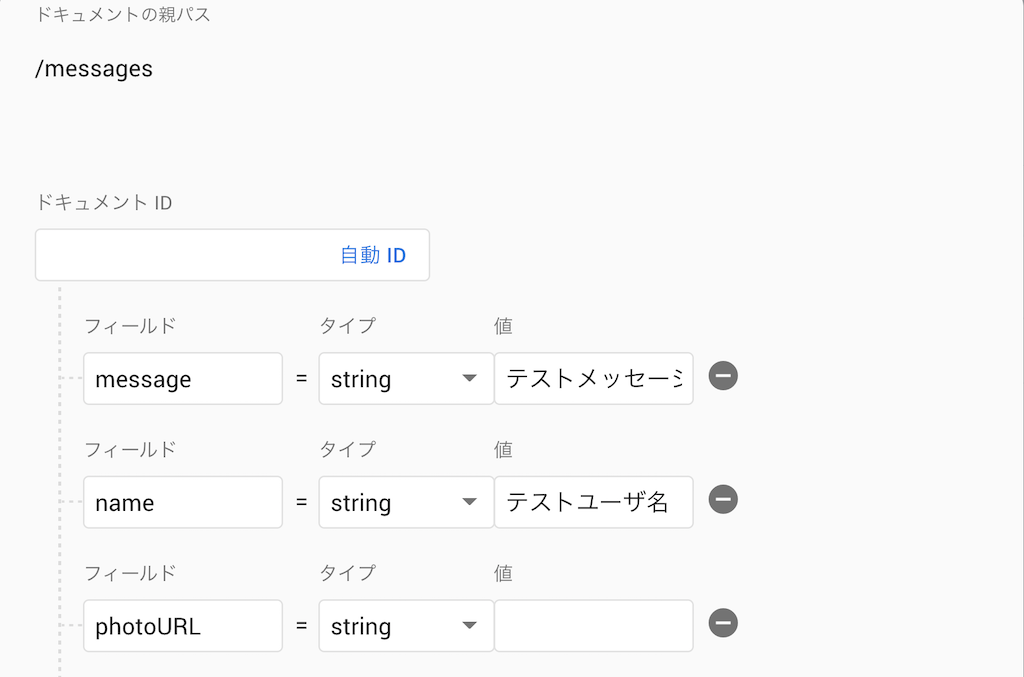 ドキュメントの親パス
/messages
ドキュメント ID
自動 ID
フィールド タイプ 値
message = string テストメッセージ
フィールド タイプ 値
name = string テストユーザ名
フィールド タイプ 値
photoURL = string